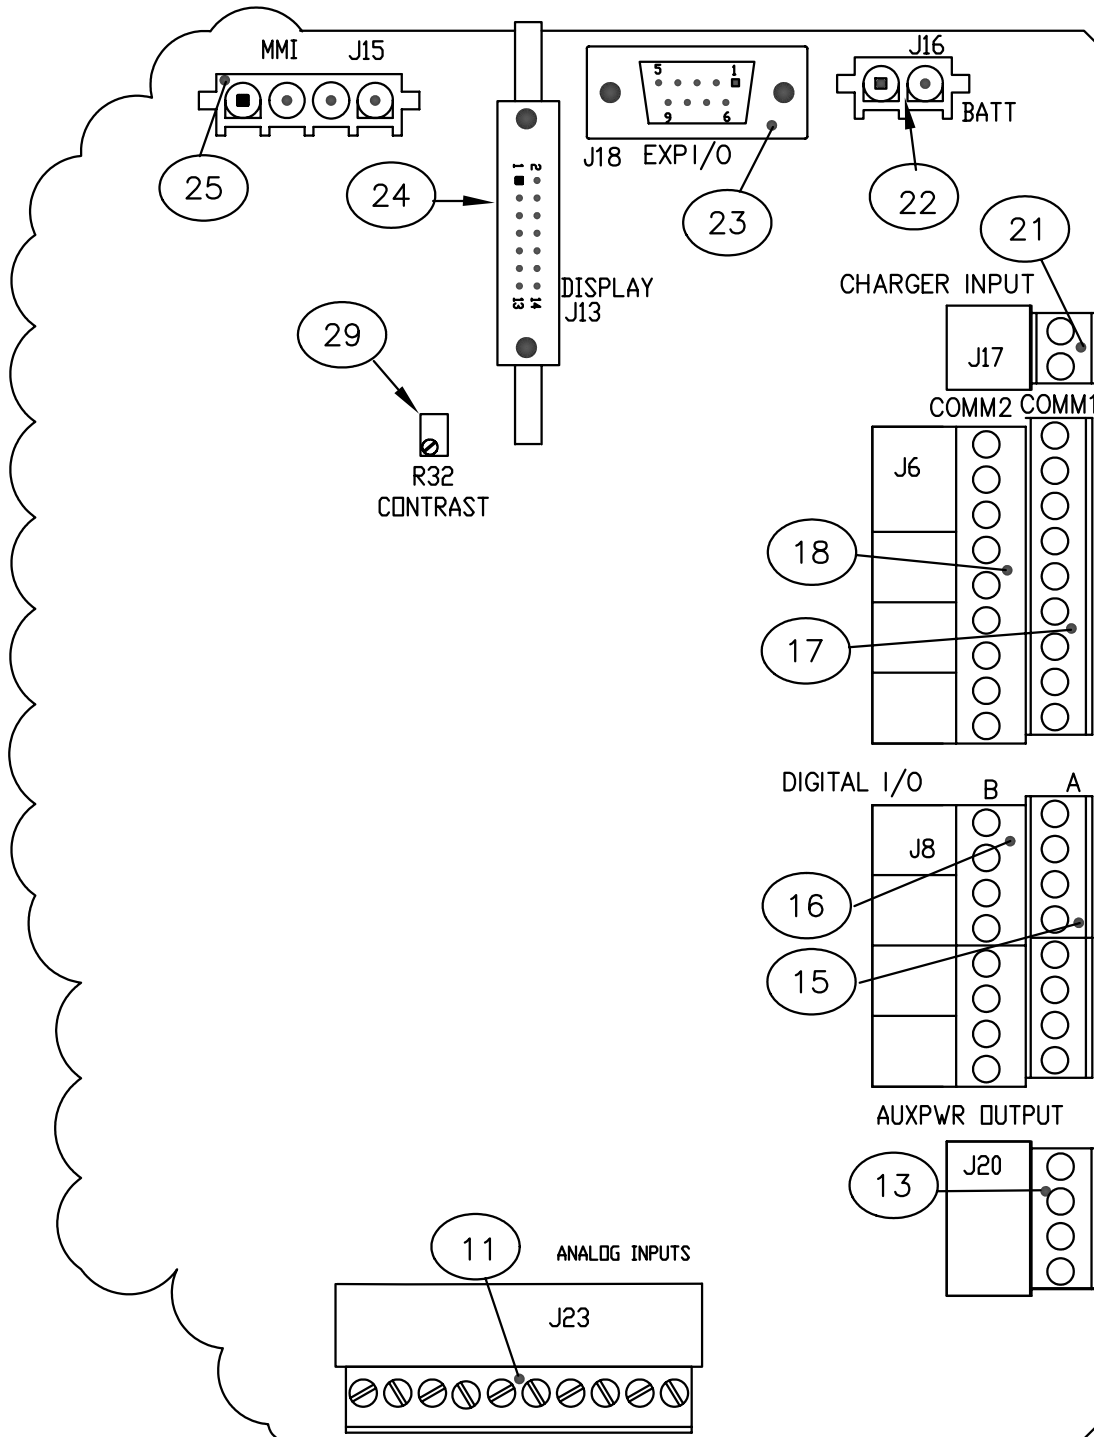 MMI J15
J16
BATT
5 1
9 6
J18 EXPI/O
25
24
23
22
21
1 2
13 14
DISPLAY
J13
CHARGER INPUT
J17
29
R32
CONTRAST
COMM2 COMM1
J6
18
17
DIGITAL I/O B A
J8
16
15
AUXPWR OUTPUT
J20
13
11
ANALOG INPUTS
J23